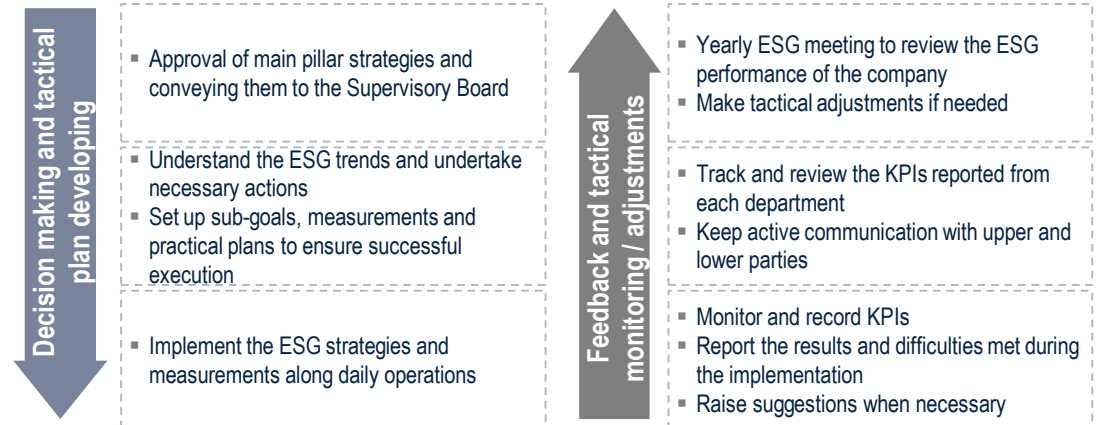 Decision making and tactical
plan developing
▪ Approval of main pillar strategies and
conveying them to the Supervisory Board
▪ Understand the ESG trends and undertake
necessary actions
▪ Set up sub-goals, measurements and
practical plans to ensure successful
execution
▪ Implement the ESG strategies and
measurements along daily operations
Feedback and tactical
monitoring / adjustments
▪ Yearly ESG meeting to review the ESG
performance of the company
▪ Make tactical adjustments if needed
▪ Track and review the KPIs reported from
each department
▪ Keep active communication with upper and
lower parties
▪ Monitor and record KPIs
▪ Report the results and difficulties met during
the implementation
▪ Raise suggestions when necessary